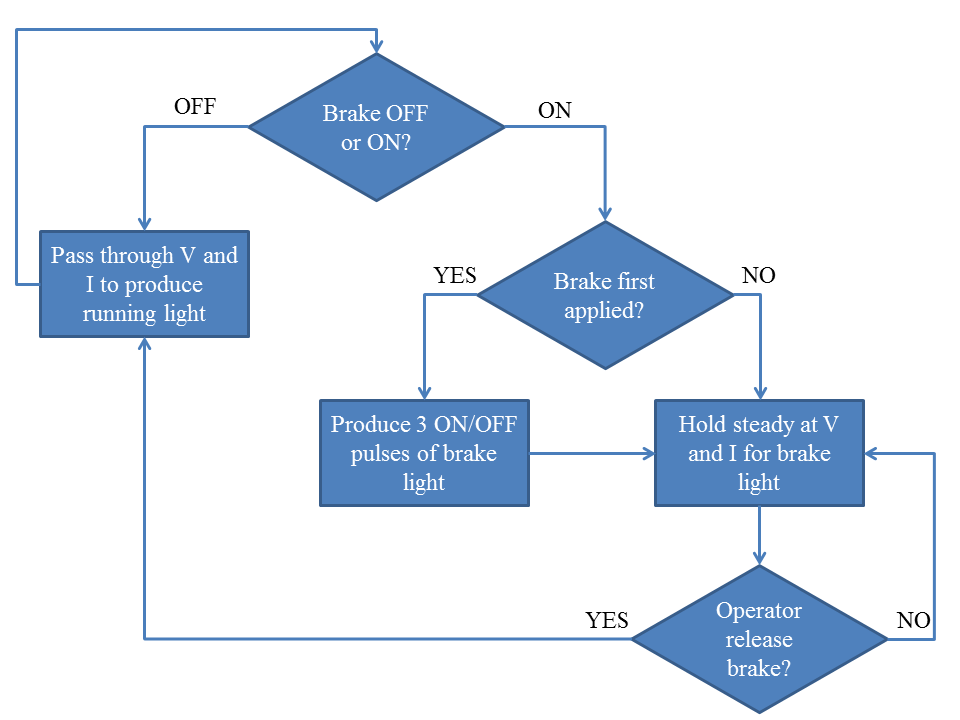 Brake OFF
or ON?
OFF
ON
Pass through V and
I to produce
running light
Brake first
applied?
YES
NO
Produce 3 ON/OFF
pulses of brake
light
Hold steady at V
and I for brake
light
Operator
release
brake?
YES
NO